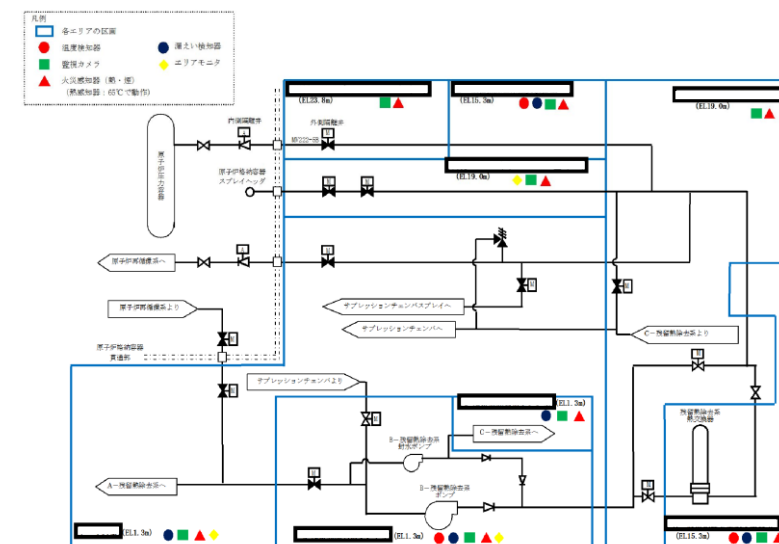 凡例
各エリアの区画
温度検知器
漏えい検知器
監視カメラ
エリアモニタ
火災感知器(熱・煙)
(熱感知器:65℃で動作)
(EL23.8m)
(EL15.3m)
(EL19.0m)
内側隔離弁
外側隔離弁
MV222-5B
原子炉圧力容器
原子炉格納容器
スプレイヘッダ
(EL19.0m)
原子炉再循環系へ
原子炉再循環系より
サプレッションチェンバスプレイへ
サプレッションチェンバへ
C-残留熱除去系より
原子炉格納容器
貫通部
サプレッションチェンバより
(EL1.3m)
残留熱除去系
熱交換器
B-残留熱除去系
封水ポンプ
C-残留熱除去系へ
A-残留熱除去系へ
B-残留熱除去系
ポンプ
(EL1.3m)
(EL1.3m)
(EL15.3m)